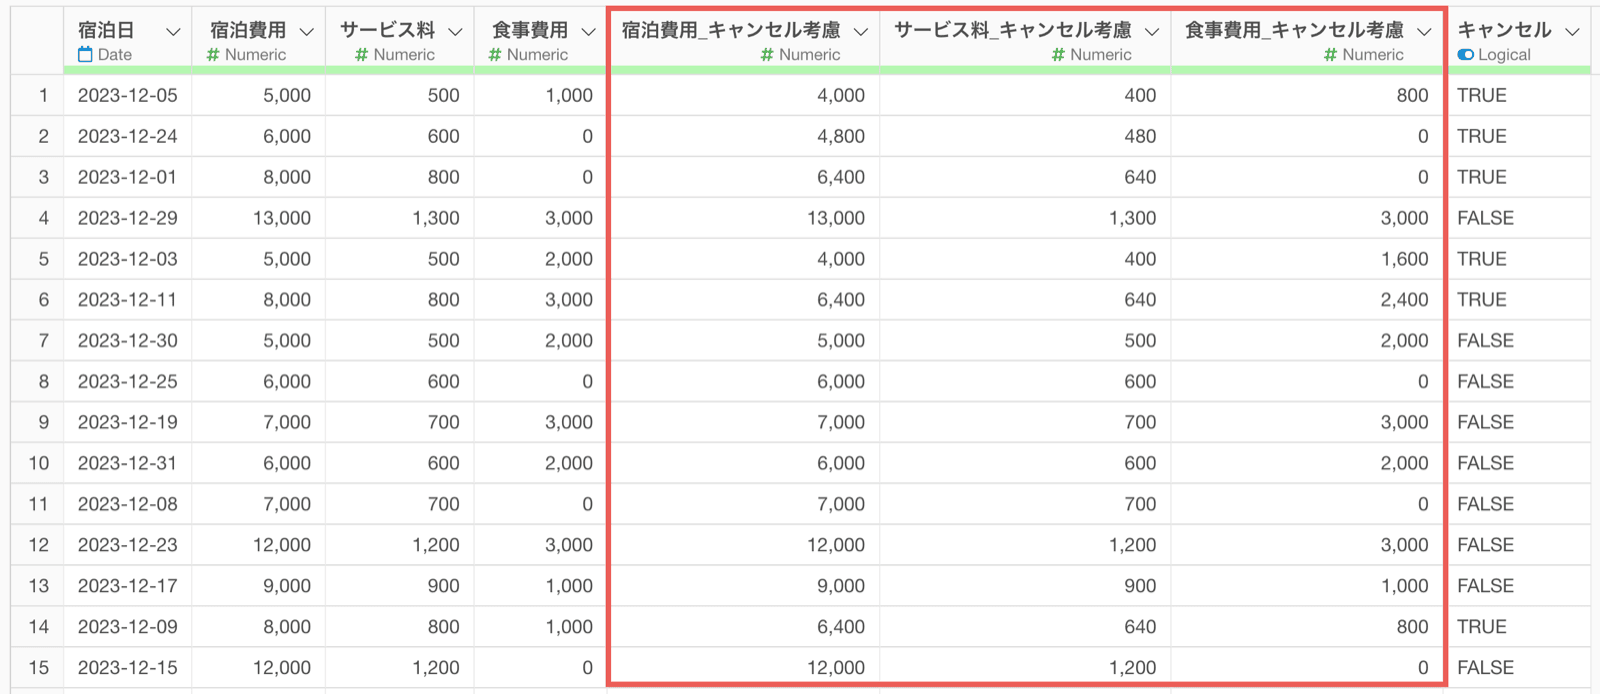 宿泊日 宿泊費用 サービス料 食事費用 宿泊費用_キャンセル考慮 サービス料_キャンセル考慮 食事費用_キャンセル考慮 キャンセル
Date # Numeric # Numeric # Numeric # Numeric # Numeric # Numeric Logical
1 2023-12-05 5,000 500 1,000 4,000 400 800 TRUE
2 2023-12-24 6,000 600 0 4,800 480 0 TRUE
3 2023-12-01 8,000 800 0 6,400 640 0 TRUE
4 2023-12-29 13,000 1,300 3,000 13,000 1,300 3,000 FALSE
5 2023-12-03 5,000 500 2,000 4,000 400 1,600 TRUE
6 2023-12-11 8,000 800 3,000 6,400 640 2,400 TRUE
7 2023-12-30 5,000 500 2,000 5,000 500 2,000 FALSE
8 2023-12-25 6,000 600 0 6,000 600 0 FALSE
9 2023-12-19 7,000 700 3,000 7,000 700 3,000 FALSE
10 2023-12-31 6,000 600 2,000 6,000 600 2,000 FALSE
11 2023-12-08 7,000 700 0 7,000 700 0 FALSE
12 2023-12-23 12,000 1,200 3,000 12,000 1,200 3,000 FALSE
13 2023-12-17 9,000 900 1,000 9,000 900 1,000 FALSE
14 2023-12-09 8,000 800 1,000 6,400 640 800 TRUE
15 2023-12-15 12,000 1,200 0 12,000 1,200 0 FALSE